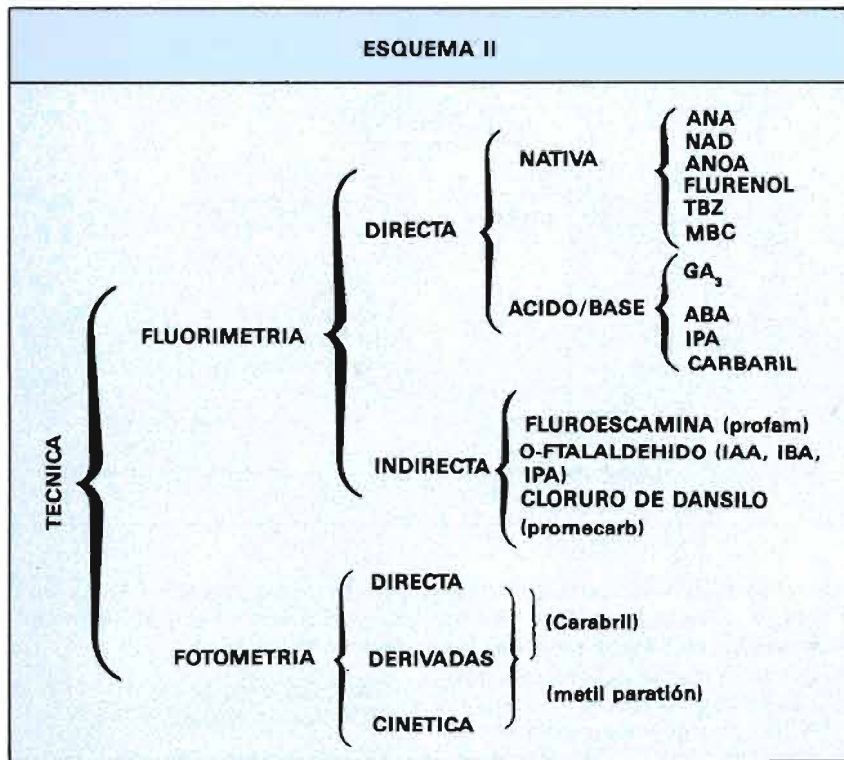 ESQUEMA II
TECNICA
FLUORIMETRIA
DIRECTA
NATIVA
ANA
NAD
ANOA
FLURENOL
TBZ
MBC
ACIDO/BASE
GA₃
ABA
IPA
CARBARIL
INDIRECTA
FLUROESCAMINA (profam)
O-FTALALDEHIDO (IAA, IBA,
IPA)
CLORURO DE DANSILO
(promecarb)
FOTOMETRIA
DIRECTA
DERIVADAS
CINETICA
(Carabril)
(metil paratión)